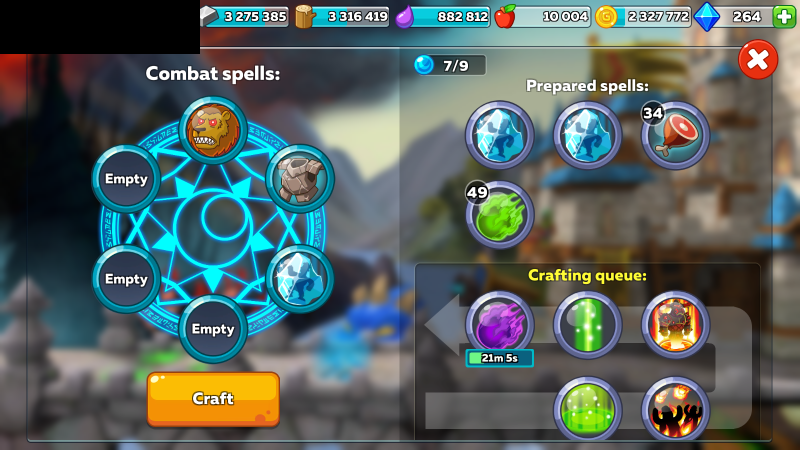 3 275 385
3 316 419
882 812
10 004
2 327 772
264
Combat spells:
Empty
Empty
Empty
Craft
7/9
Prepared spells:
34
49
Crafting queue:
21m 5s